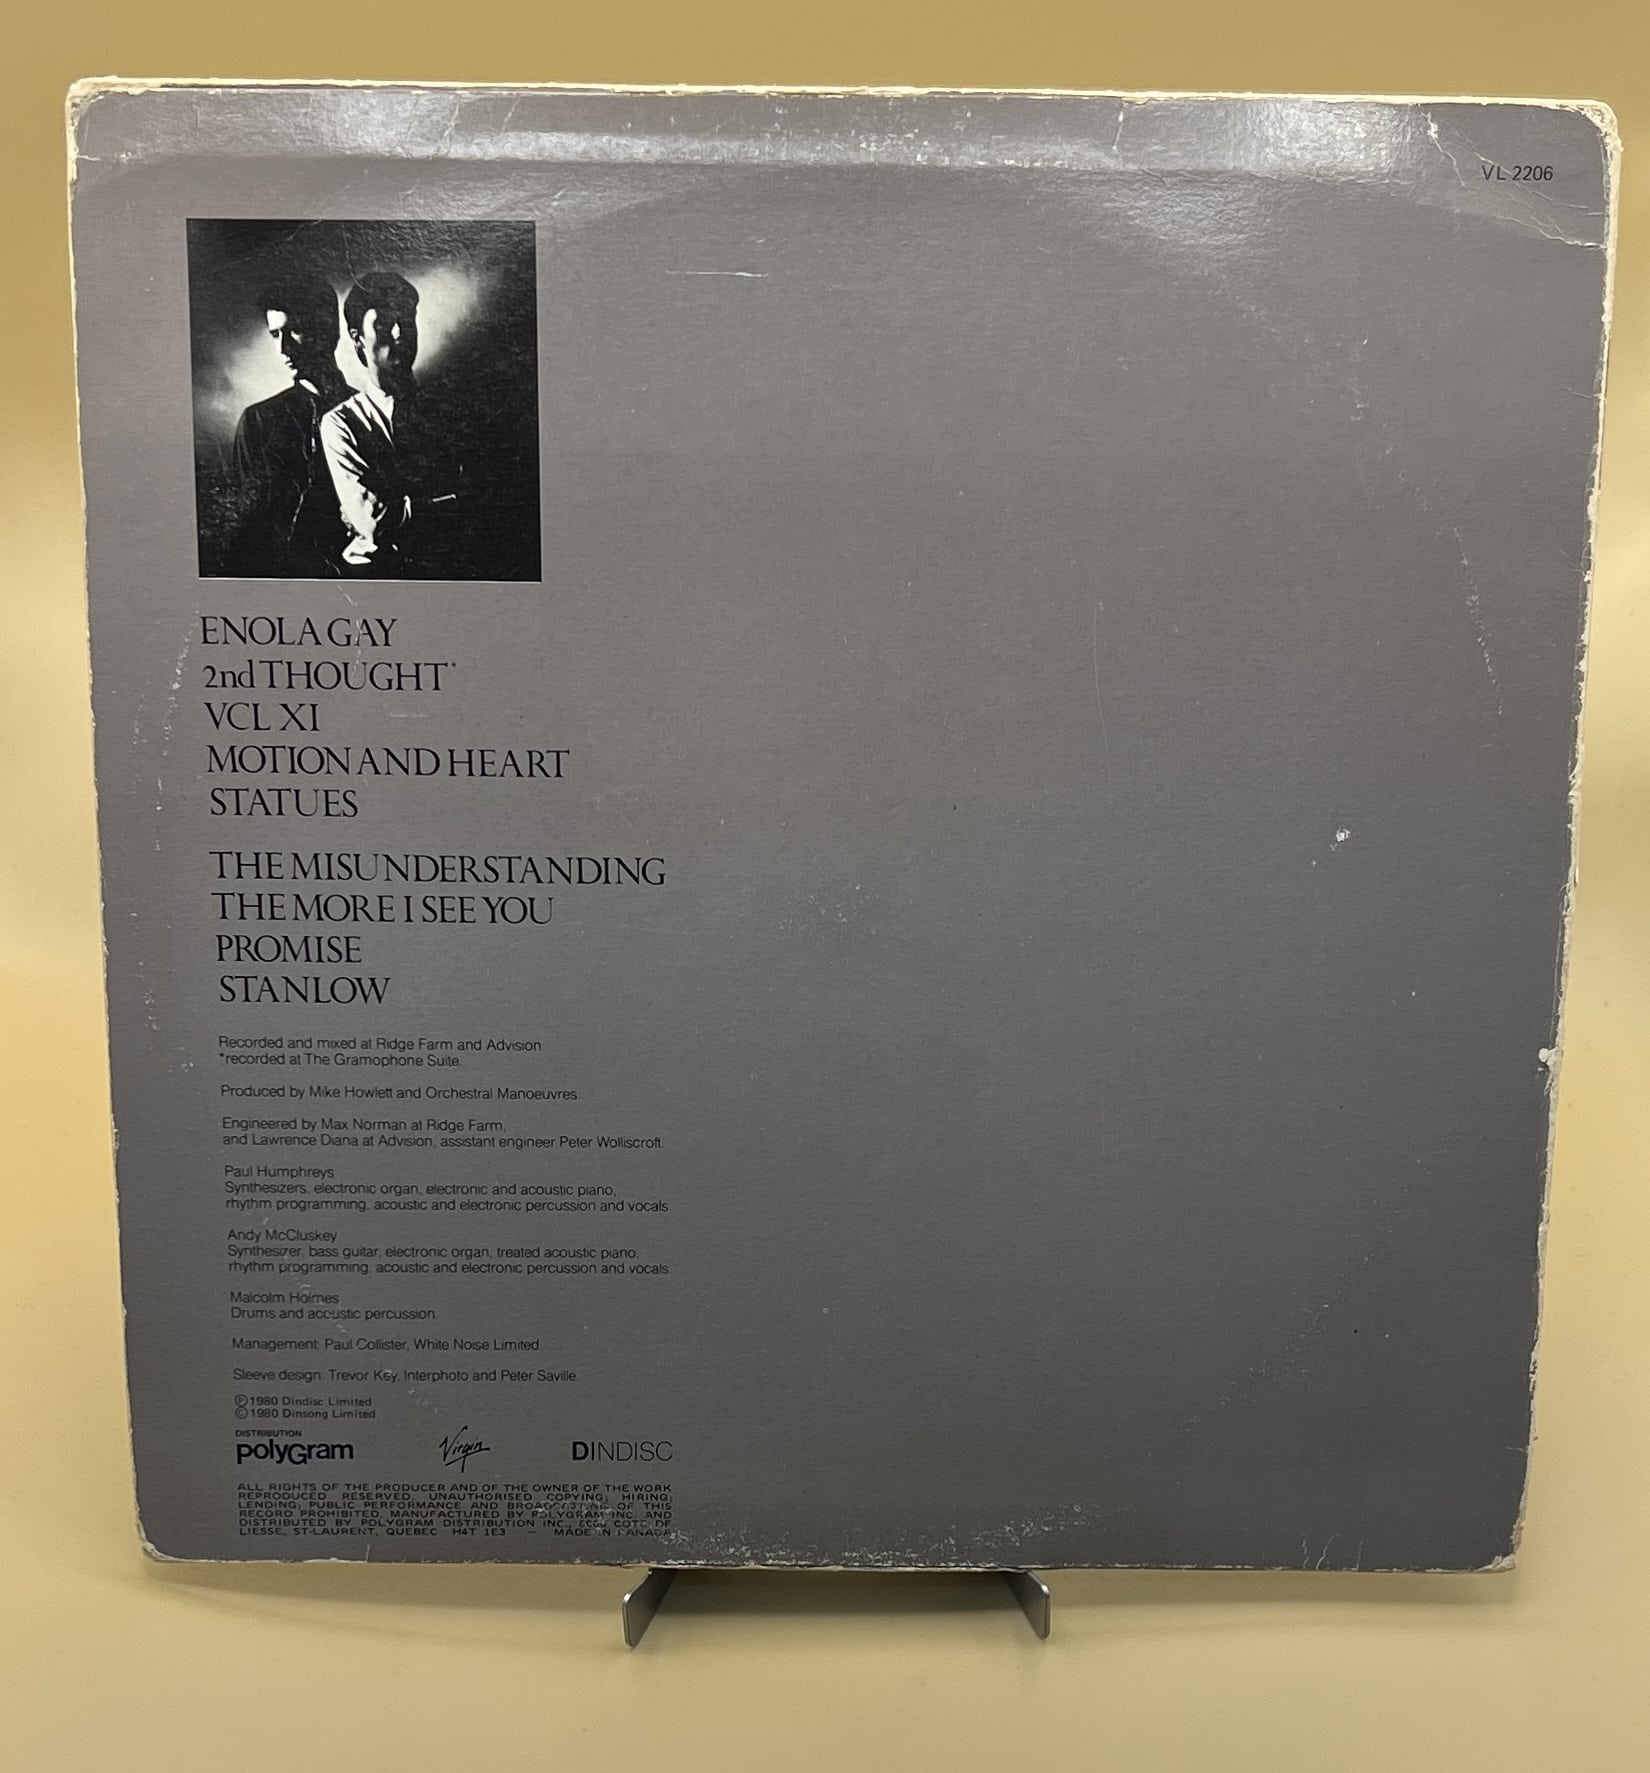 VL 2206
ENOLA GAY
2nd THOUGHT*
VCL XI
MOTION AND HEART
STATUES
THE MISUNDERSTANDING
THE MORE I SEE YOU
PROMISE
STANLOW
Recorded and mixed at Ridge Farm and Advision.
*recorded at The Gramophone Suite.
Produced by Mike Howlett and Orchestral Manoeuvres.
Engineered by Max Norman at Ridge Farm,
and Lawrence Diana at Advision, assistant engineer Peter Wolliscroft.
Paul Humphreys
Synthesizers, electronic organ, electronic and acoustic piano,
rhythm programming, acoustic and electronic percussion and vocals
Andy McCluskey
Synthesizer, bass guitar, electronic organ, treated acoustic piano,
rhythm programming, acoustic and electronic percussion and vocals.
Malcolm Holmes
Drums and acoustic percussion.
Management: Paul Collister, White Noise Limited.
Sleeve design: Trevor Key, Interphoto and Peter Saville.
℗ 1980 Dindisc Limited
© 1980 Dinsong Limited
DISTRIBUTION
polyGram Virgin DINDISC
ALL RIGHTS OF THE PRODUCER AND OF THE OWNER OF THE WORK
REPRODUCED RESERVED. UNAUTHORISED COPYING; HIRING;
LENDING; PUBLIC PERFORMANCE AND BROADCASTING OF THIS
RECORD PROHIBITED. MANUFACTURED BY POLYGRAM INC. AND
DISTRIBUTED BY POLYGRAM DISTRIBUTION INC., COTE DE
LIESSE, ST-LAURENT, QUEBEC H4T 1E3 — MADE IN CANADA